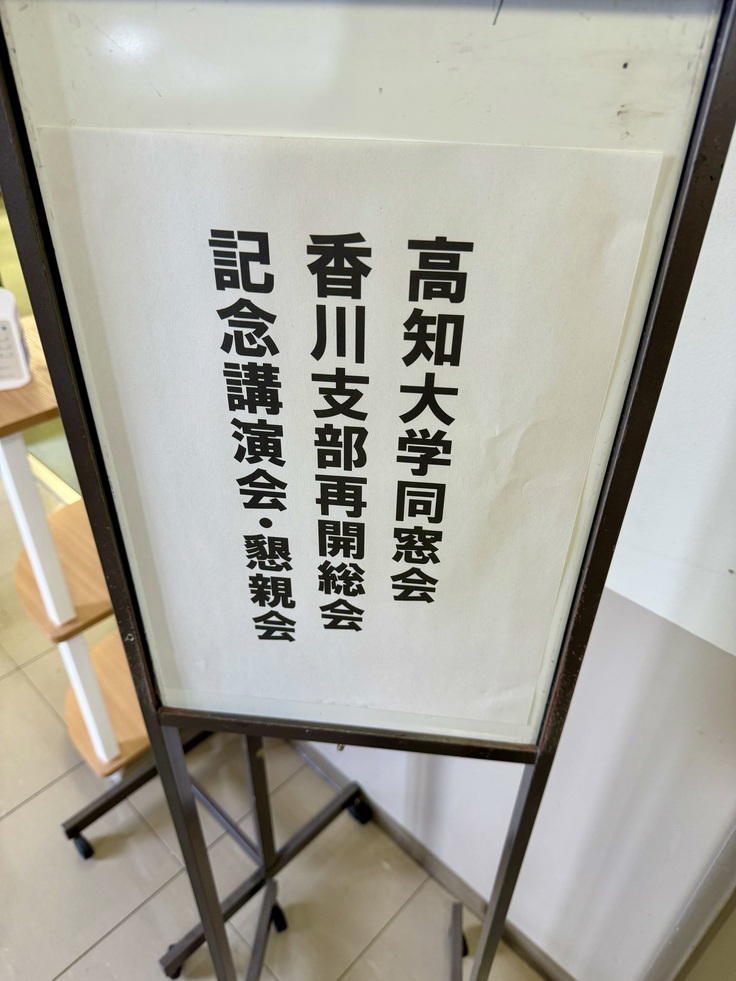 高知大学同窓会
香川支部再開総会
記念講演会・懇親会